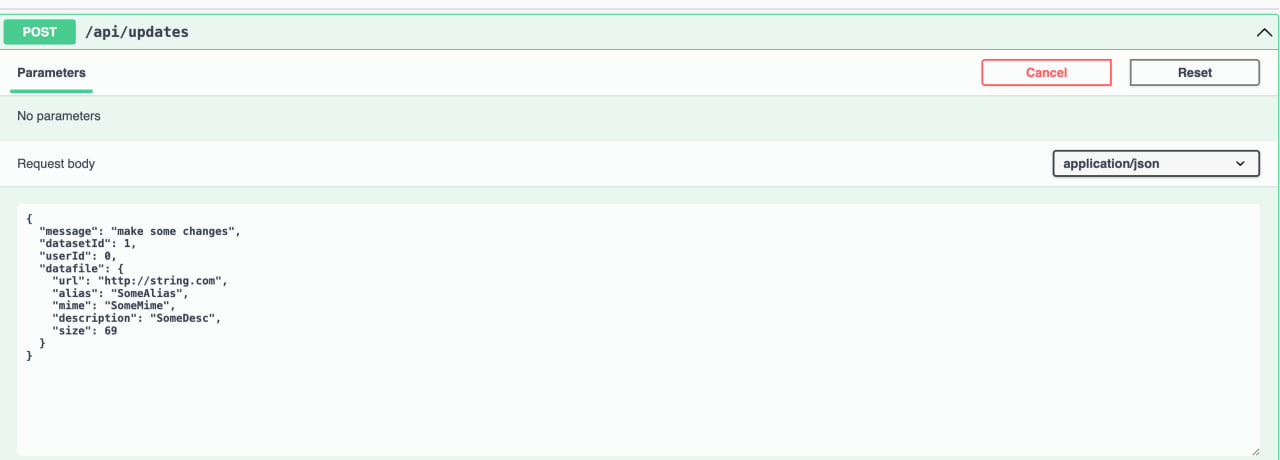 POST /api/updates
Parameters
Cancel
Reset
No parameters
Request body
application/json
{
  "message": "make some changes",
  "datasetId": 1,
  "userId": 0,
  "datafile": {
    "url": "http://string.com",
    "alias": "SomeAlias",
    "mime": "SomeMime",
    "description": "SomeDesc",
    "size": 69
  }
}